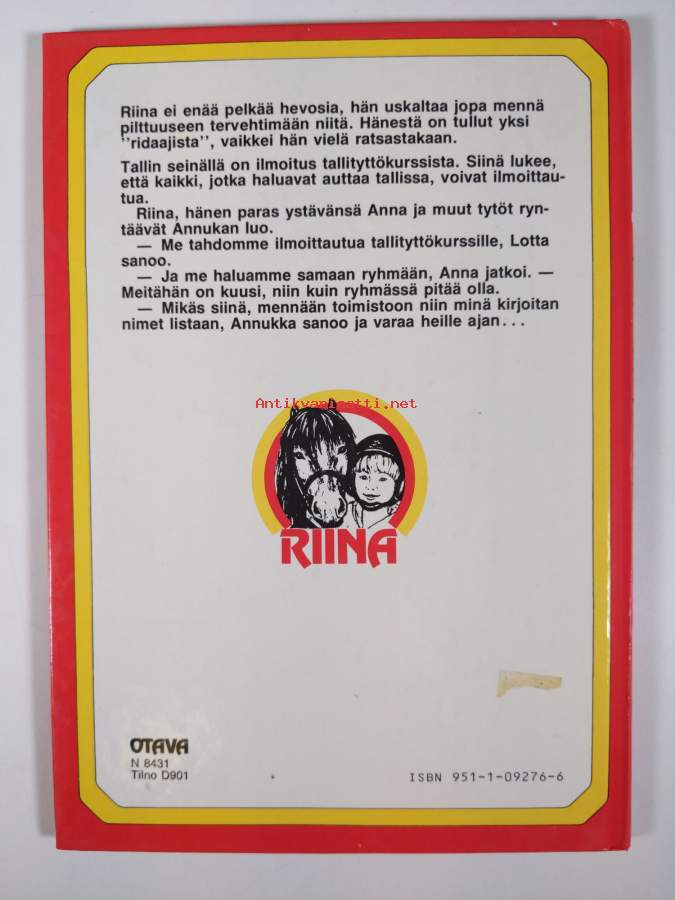 Riina ei enää pelkää hevosia, hän uskaltaa jopa mennä
pilttuuseen tervehtimään niitä. Hänestä on tullut yksi
''ridaajista'', vaikkei hän vielä ratsastakaan.
Tallin seinällä on ilmoitus tallityttökurssista. Siinä lukee,
että kaikki, jotka haluavat auttaa tallissa, voivat ilmoittau-
tua.
Riina, hänen paras ystävänsä Anna ja muut tytöt ryn-
täävät Annukan luo.
— Me tahdomme ilmoittautua tallityttökurssille, Lotta
sanoo.
— Ja me haluamme samaan ryhmään, Anna jatkoi. —
Meitähän on kuusi, niin kuin ryhmässä pitää olla.
— Mikäs siinä, mennään toimistoon niin minä kirjoitan
nimet listaan, Annukka sanoo ja varaa heille ajan...
Antikvariaatti.net
RIINA
OTAVA
N 8431
Tilno D901
ISBN 951-1-09276-6